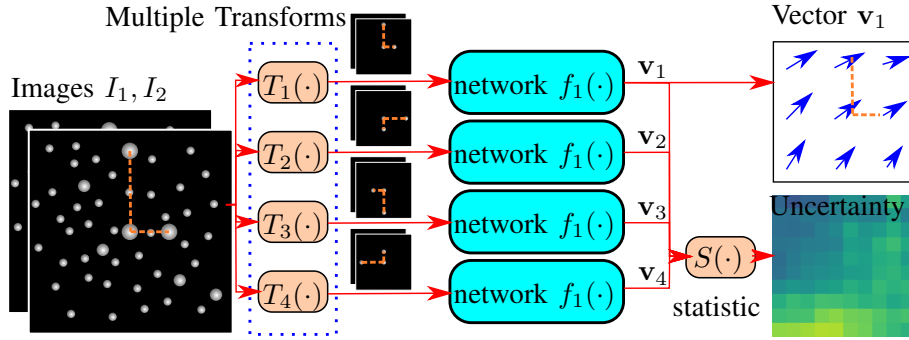 Multiple Transforms
Vector v₁
Images I₁, I₂
T₁(·)
network f₁(·)
v₁
T₂(·)
network f₁(·)
v₂
T₃(·)
network f₁(·)
v₃
T₄(·)
network f₁(·)
v₄
S(·)
statistic
Uncertainty